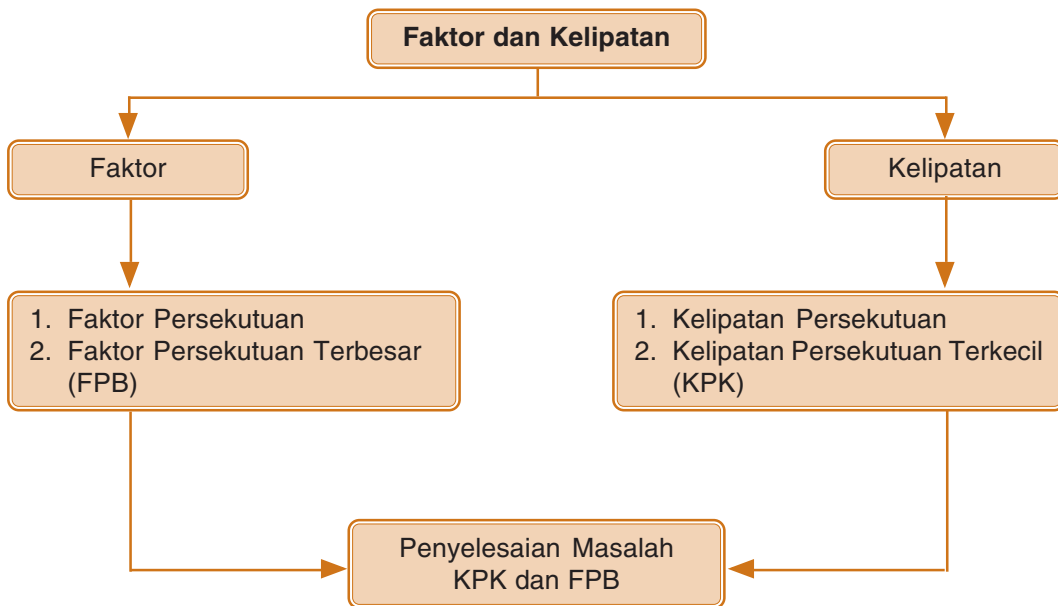 Faktor dan Kelipatan
Faktor
Kelipatan
1. Faktor Persekutuan
2. Faktor Persekutuan Terbesar
(FPB)
1. Kelipatan Persekutuan
2. Kelipatan Persekutuan Terkecil
(KPK)
Penyelesaian Masalah
KPK dan FPB